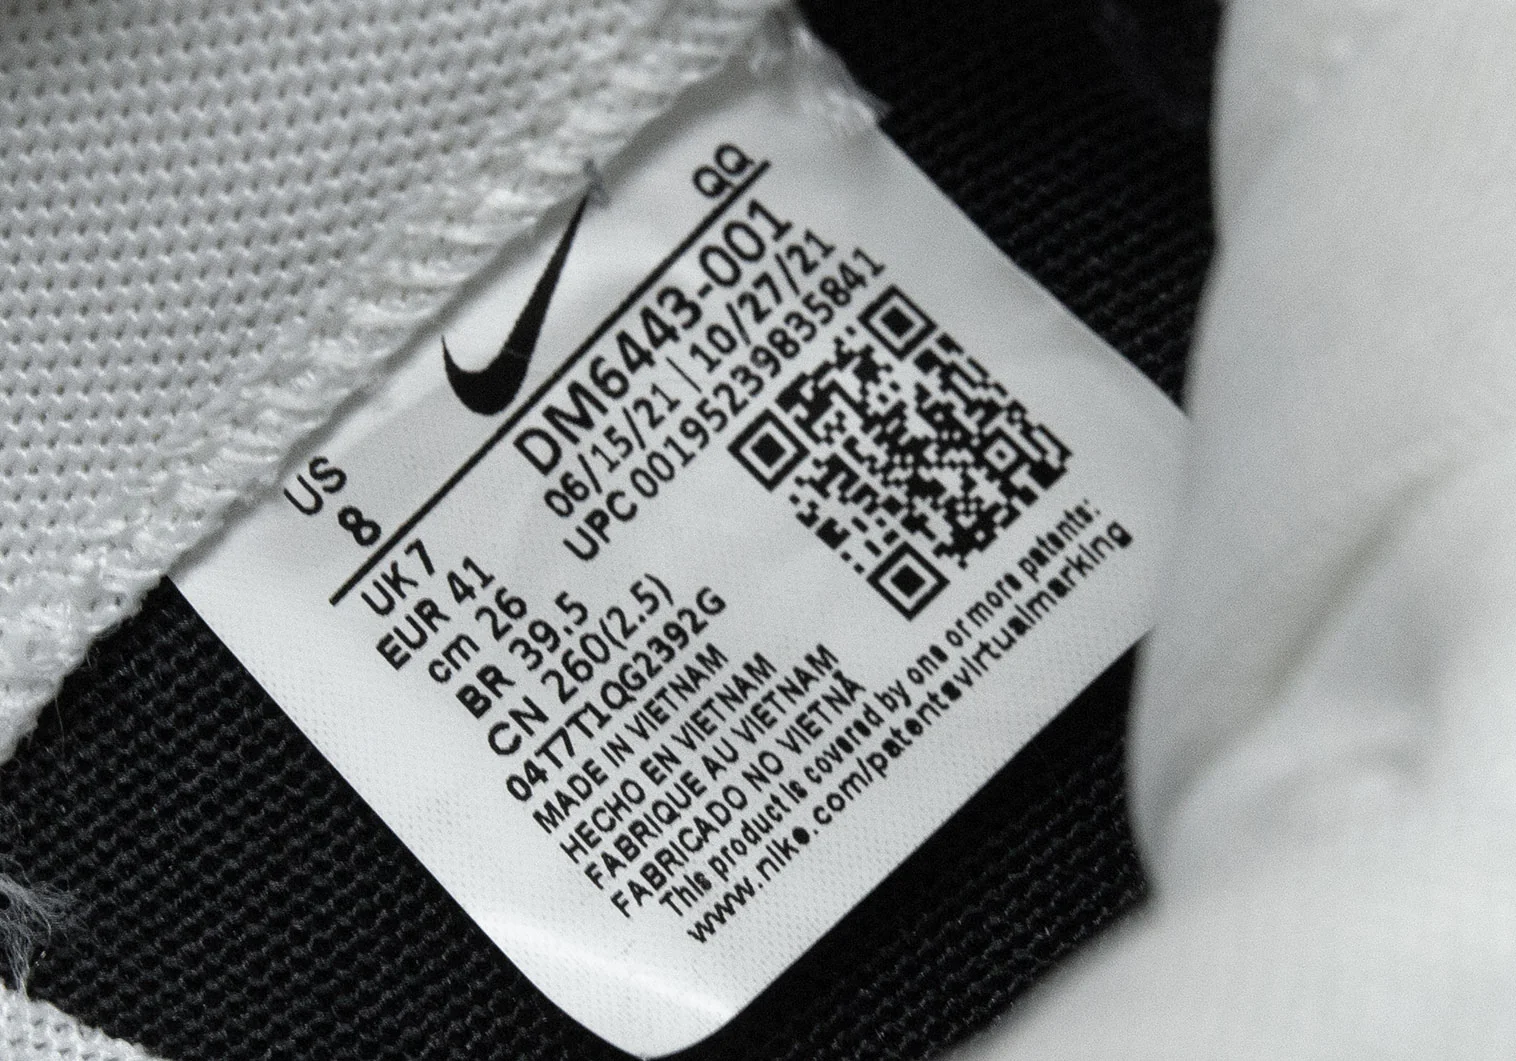 QQ
US
8
DM6443-001
06/15/21 | 10/27/21
UPC 00195239835841
UK 7
EUR 41
cm 26
BR 39.5
CN 260(2.5)
04T7T1QG2392G
MADE IN VIETNAM
HECHO EN VIETNAM
FABRIQUE AU VIETNAM
FABRICADO NO VIETNÃ
This product is covered by one or more patents:
www.nike.com/patentsvirtualmarking